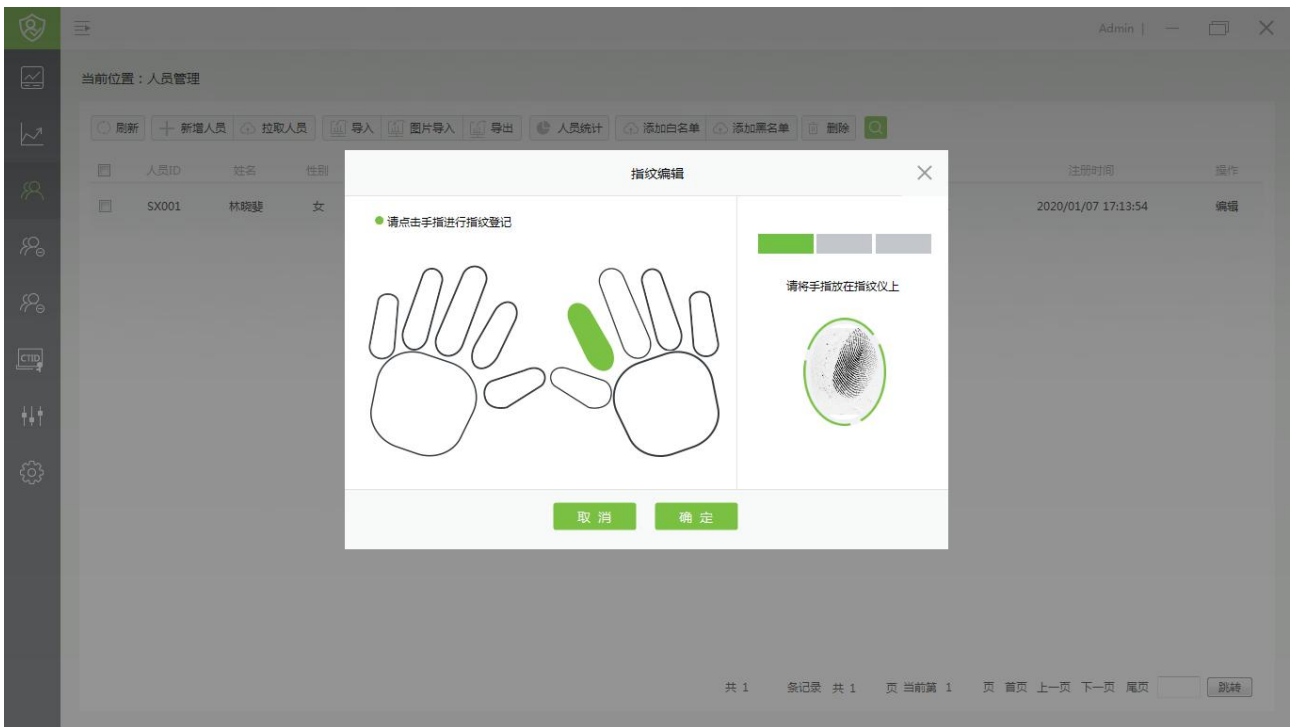 Admin |
当前位置：人员管理
刷新 新增人员 拉取人员 导入 图片导入 导出 人员统计 添加白名单 添加黑名单 删除
人员ID 姓名 性别 注册时间 操作
SX001 林晓斐 女 2020/01/07 17:13:54 编辑
指纹编辑
请点击手指进行指纹登记
请将手指放在指纹仪上
取 消 确 定
CTID
共 1 条记录 共 1 页 当前第 1 页 首页 上一页 下一页 尾页 跳转